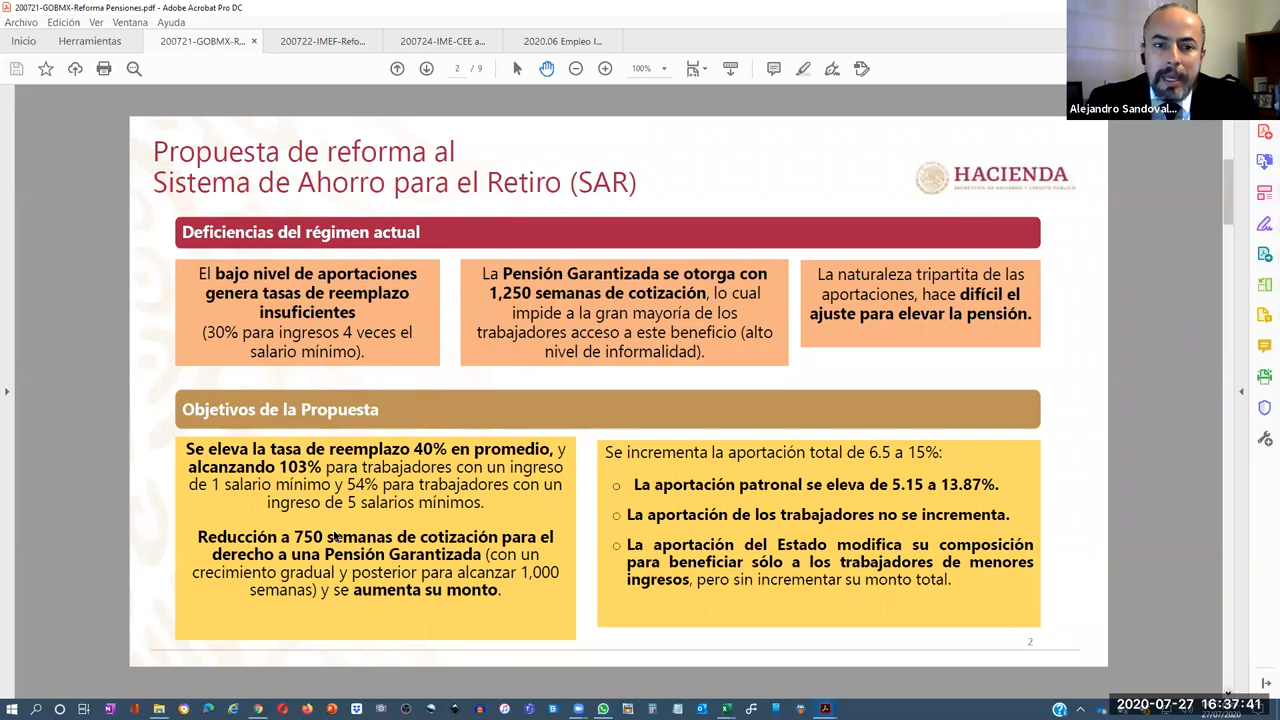 200721-GOBMX-Reforma Pensiones.pdf - Adobe Acrobat Pro DC
Archivo Edición Ver Ventana Ayuda
Inicio Herramientas 200721-GOBMX-R... × 200722-IMEF-Refo... 200724-IME-CEE a... 2020.06 Empleo I...
2 / 9 100%
Alejandro Sandoval...
Propuesta de reforma al
Sistema de Ahorro para el Retiro (SAR)
HACIENDA
SECRETARÍA DE HACIENDA Y CRÉDITO PÚBLICO
Deficiencias del régimen actual
El bajo nivel de aportaciones
genera tasas de reemplazo
insuficientes
(30% para ingresos 4 veces el
salario mínimo).
La Pensión Garantizada se otorga con
1,250 semanas de cotización, lo cual
impide a la gran mayoría de los
trabajadores acceso a este beneficio (alto
nivel de informalidad).
La naturaleza tripartita de las
aportaciones, hace difícil el
ajuste para elevar la pensión.
Objetivos de la Propuesta
Se eleva la tasa de reemplazo 40% en promedio, y
alcanzando 103% para trabajadores con un ingreso
de 1 salario mínimo y 54% para trabajadores con un
ingreso de 5 salarios mínimos.
Reducción a 750 semanas de cotización para el
derecho a una Pensión Garantizada (con un
crecimiento gradual y posterior para alcanzar 1,000
semanas) y se aumenta su monto.
Se incrementa la aportación total de 6.5 a 15%:
○ La aportación patronal se eleva de 5.15 a 13.87%.
○ La aportación de los trabajadores no se incrementa.
○ La aportación del Estado modifica su composición
para beneficiar sólo a los trabajadores de menores
ingresos, pero sin incrementar su monto total.
2
2020-07-27 16:37:41
27/07/2020